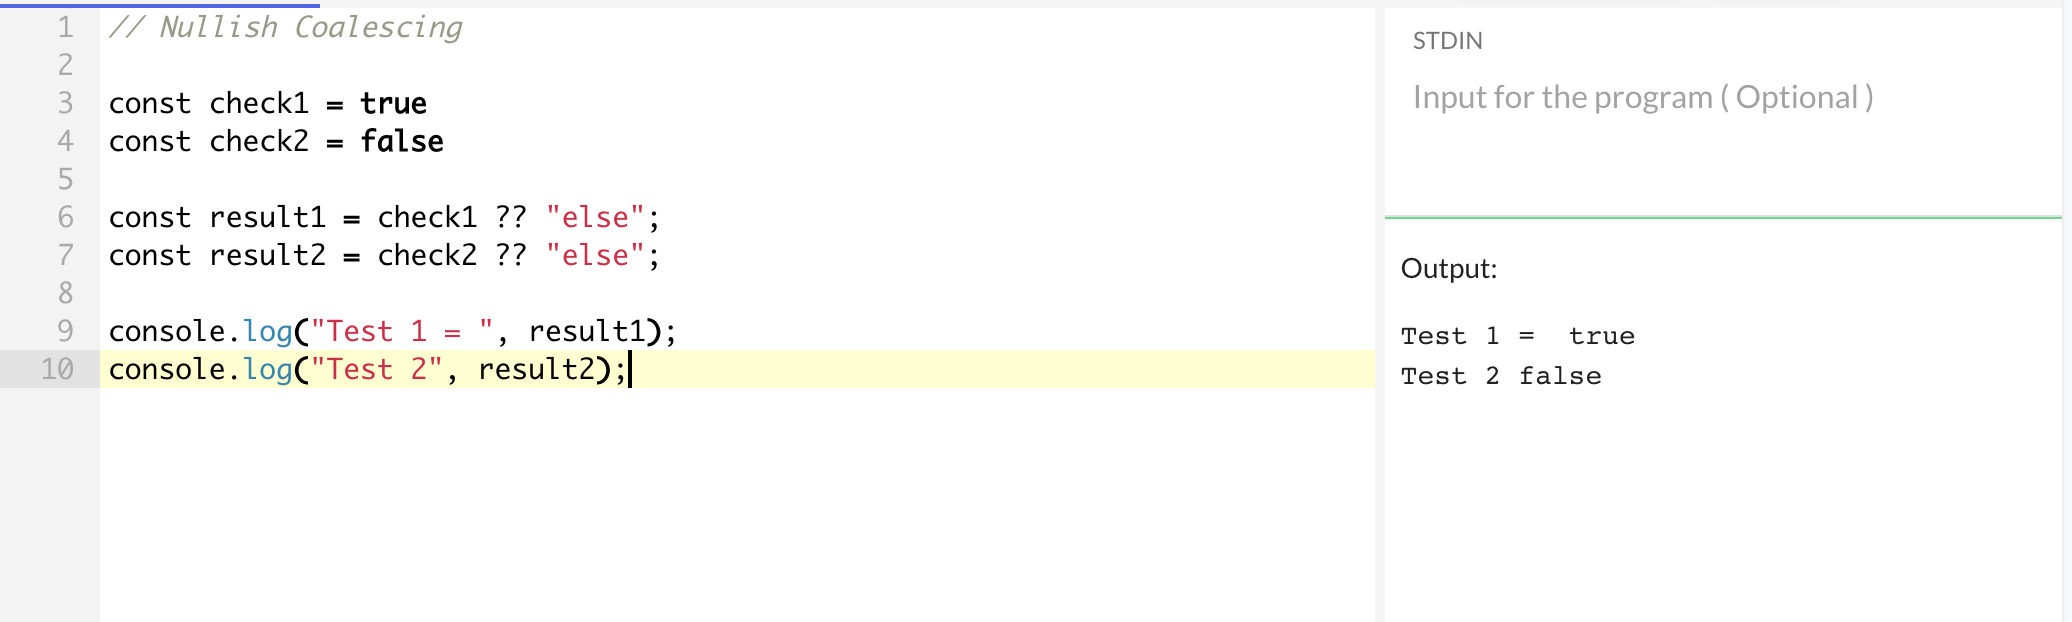 1 // Nullish Coalescing
2
3 const check1 = true
4 const check2 = false
5
6 const result1 = check1 ?? "else";
7 const result2 = check2 ?? "else";
8
9 console.log("Test 1 = ", result1);
10 console.log("Test 2", result2);
STDIN
Input for the program ( Optional )
Output:
Test 1 =  true
Test 2 false